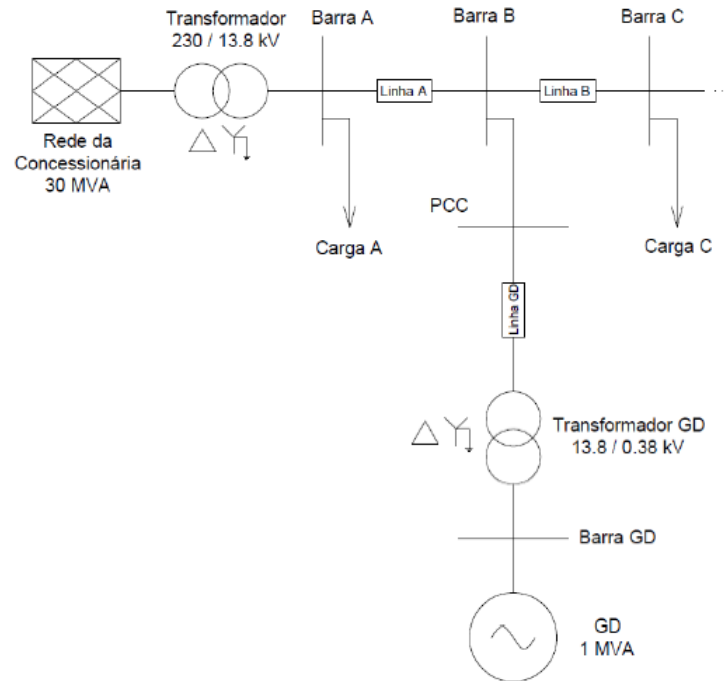 Transformador
230 / 13.8 kV
Barra A
Barra B
Barra C
Linha A
Linha B
Rede da
Concessionária
30 MVA
Carga A
PCC
Carga C
Linha GD
Transformador GD
13.8 / 0.38 kV
Barra GD
GD
1 MVA